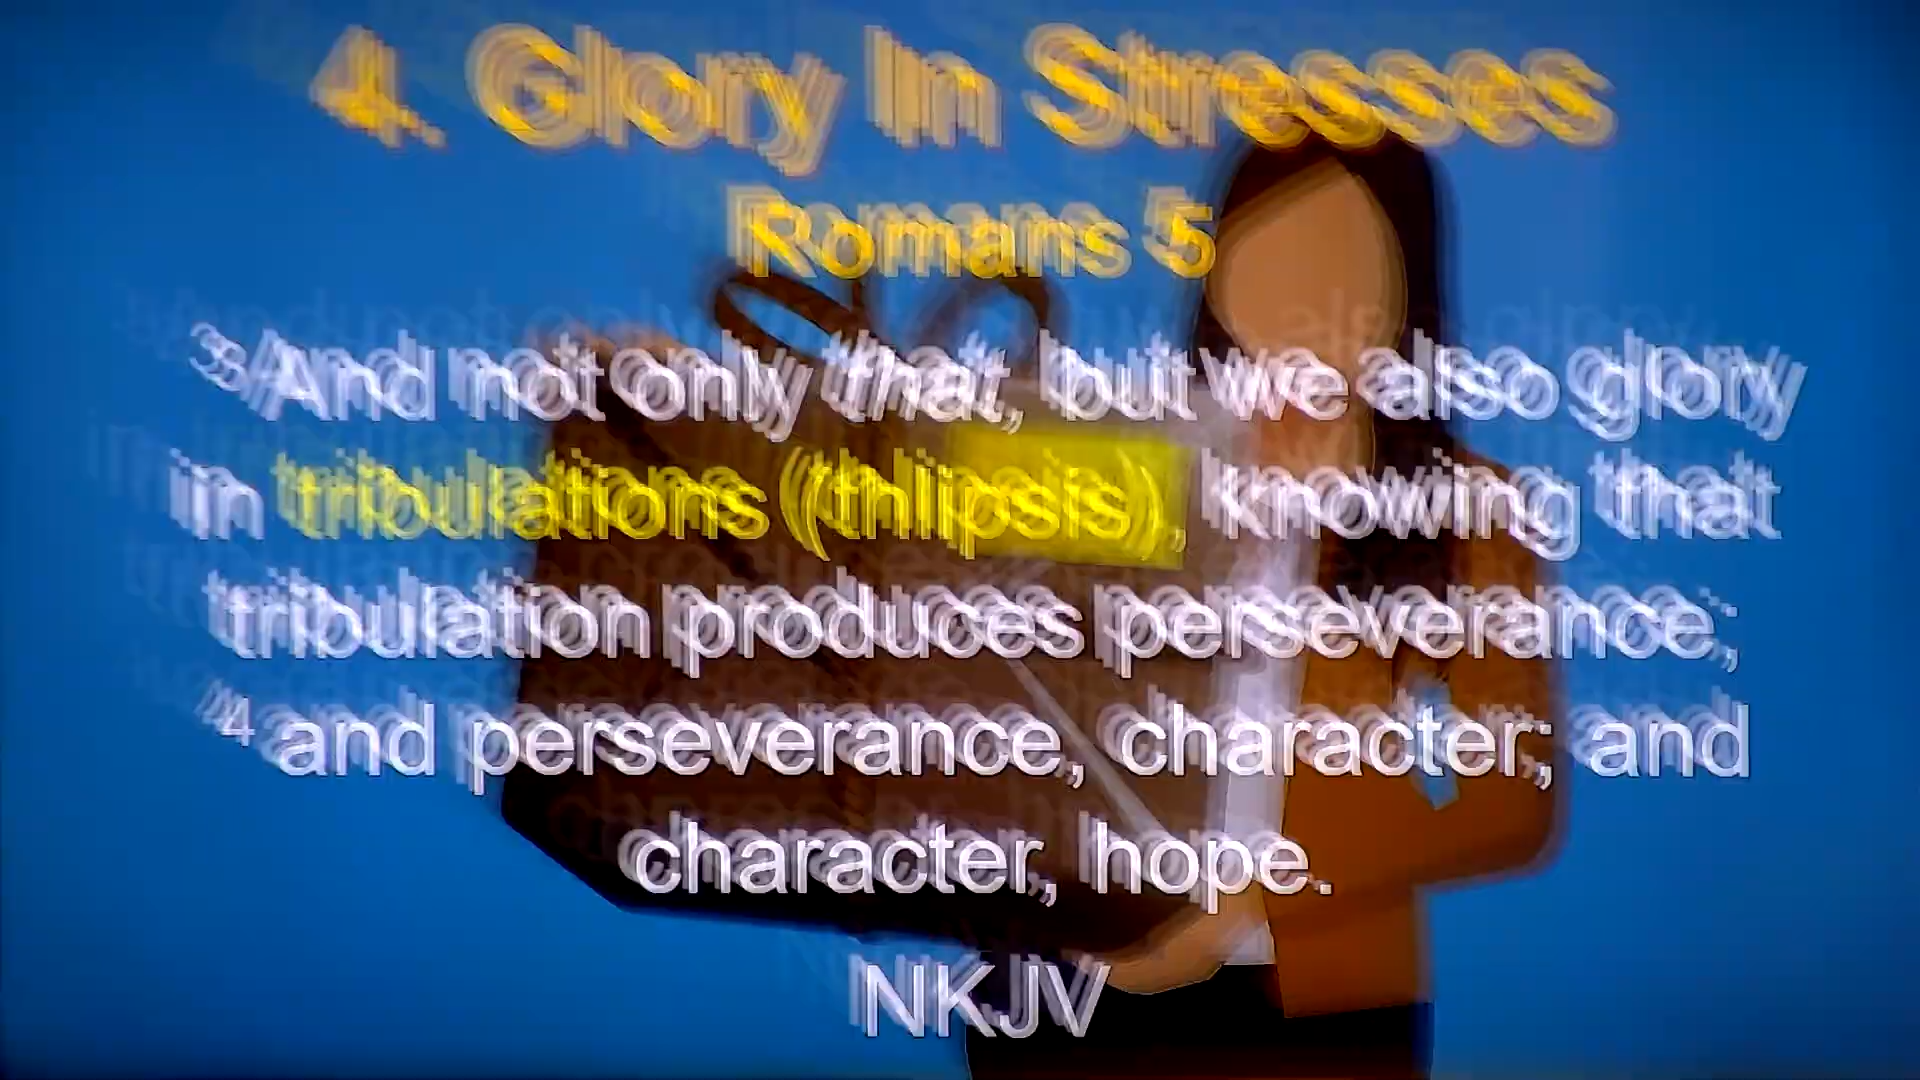 4. Glory In Stresses
Romans 5
3 And not only that, but we also glory
in tribulations (thlipsis), knowing that
tribulation produces perseverance;
4 and perseverance, character; and
character, hope.
NKJV